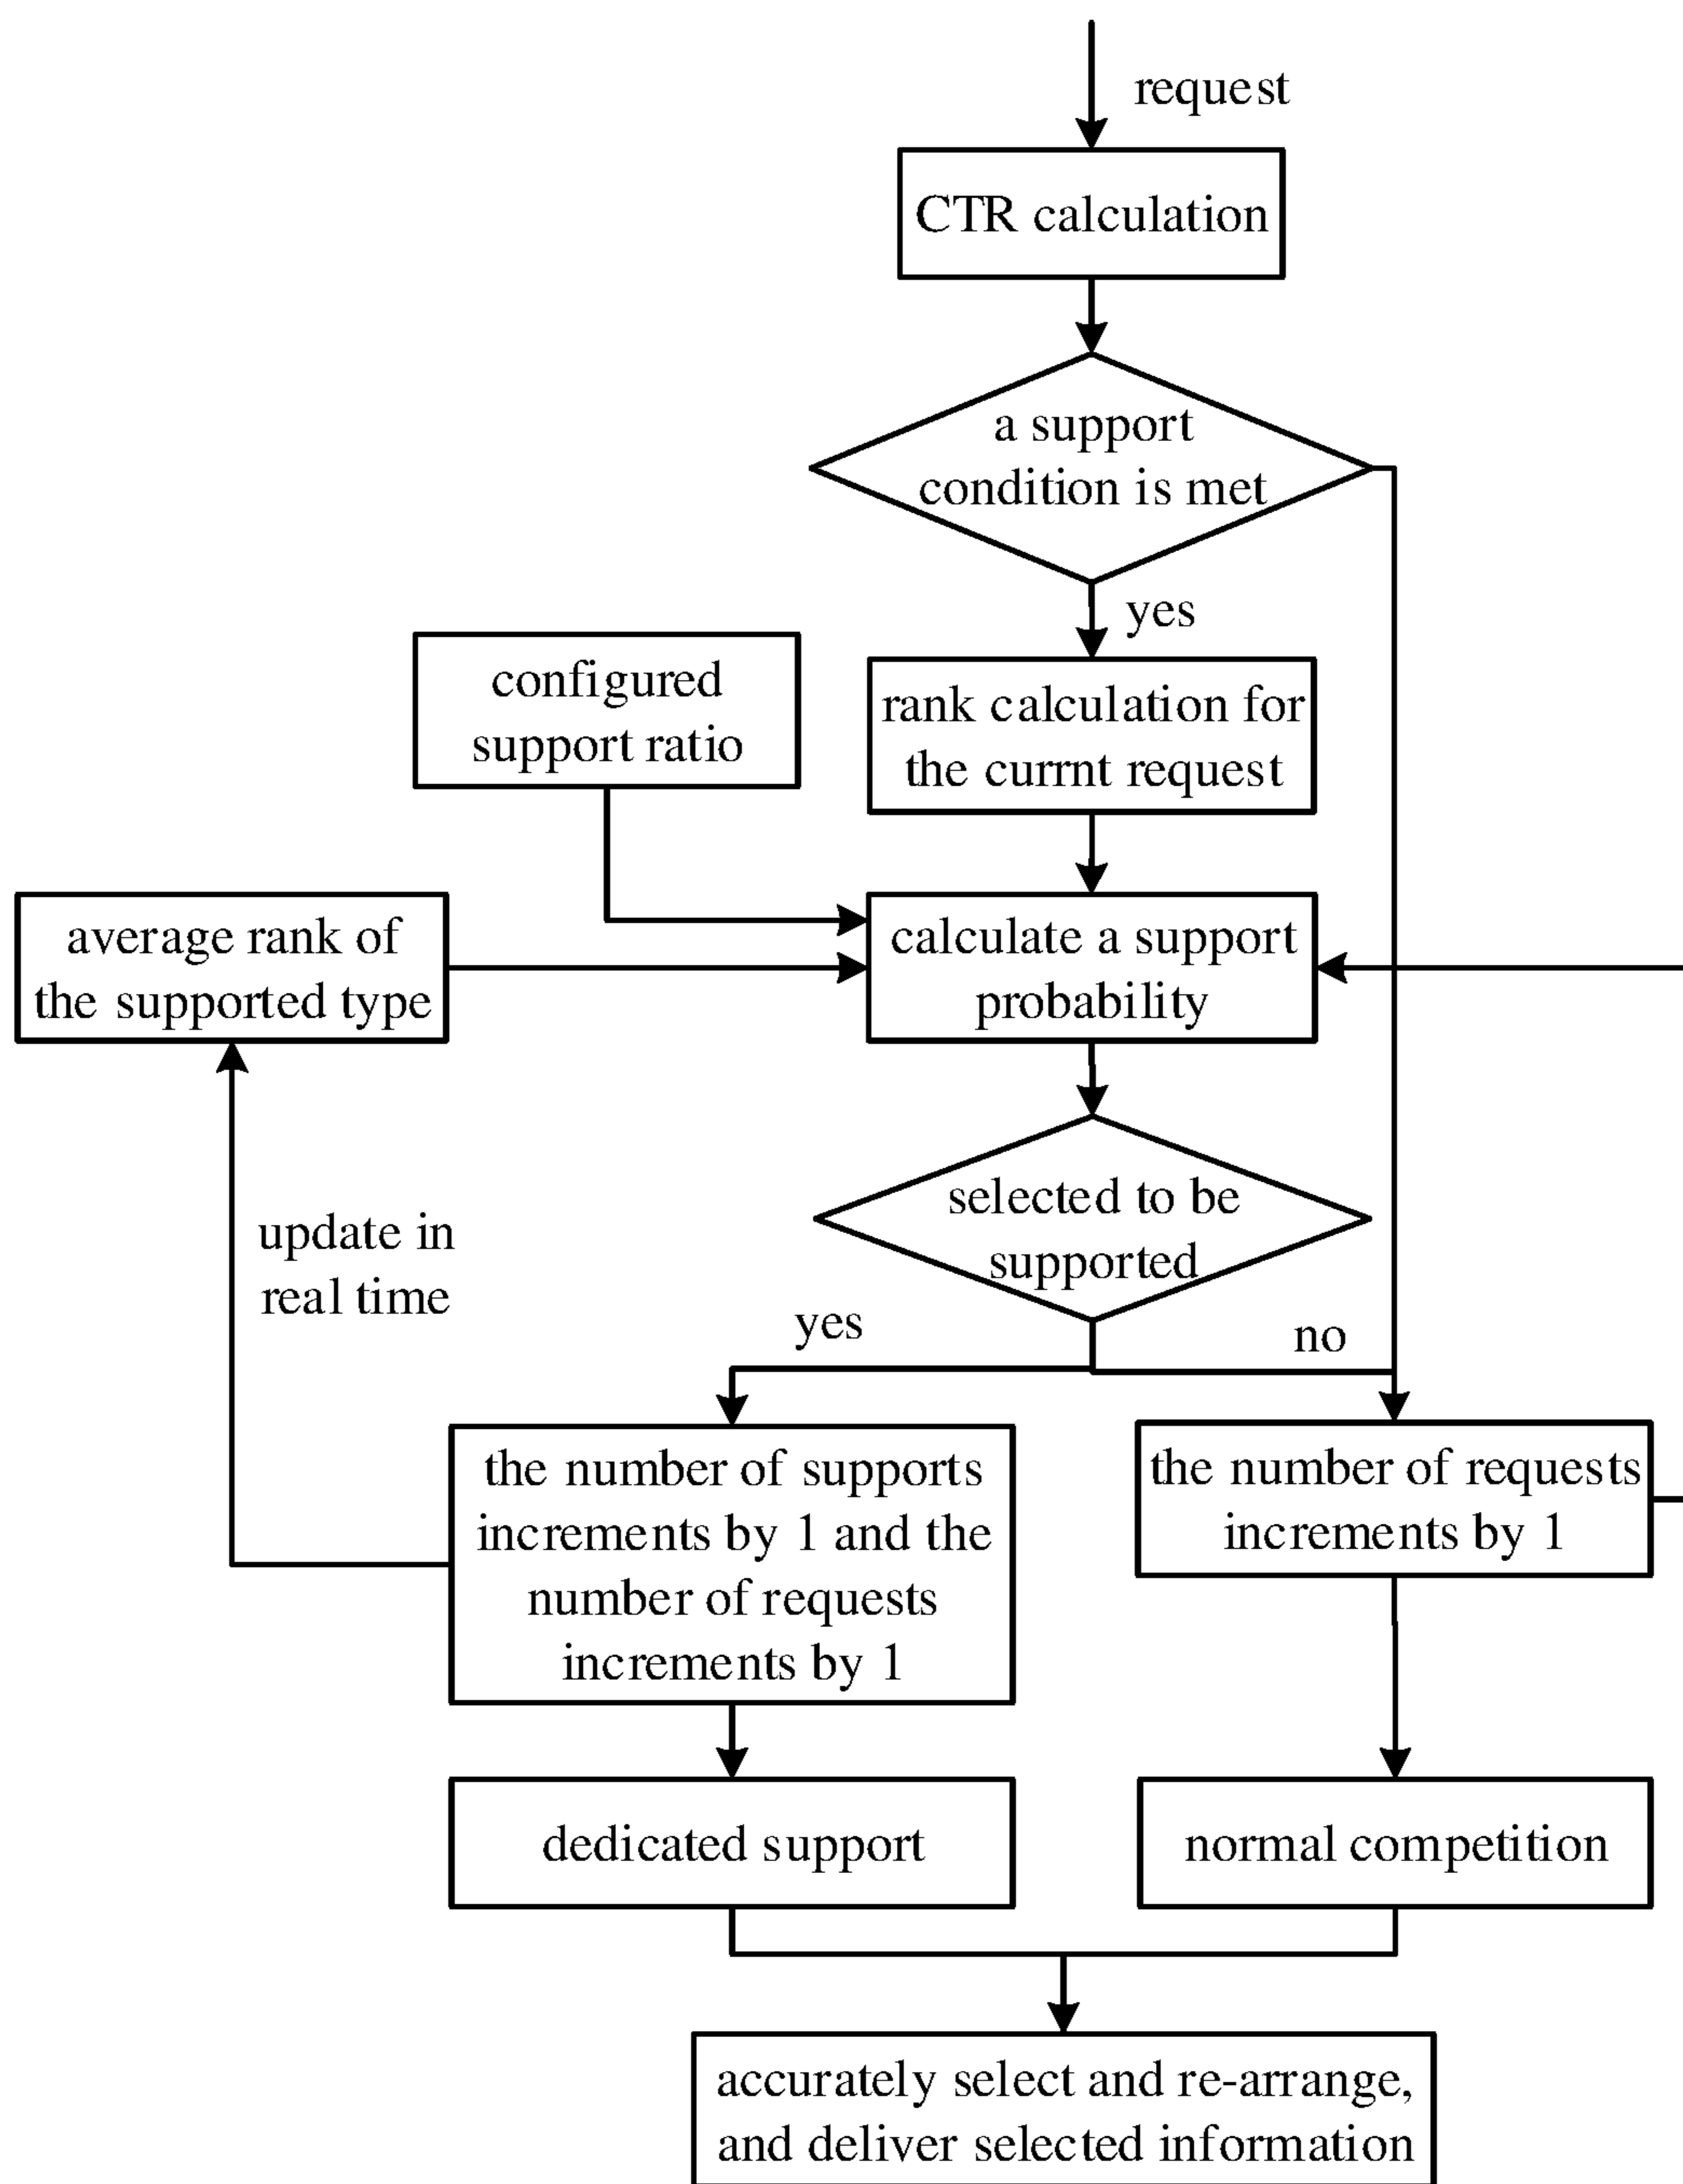 request
CTR calculation
a support
condition is met
yes
configured
support ratio
rank calculation for
the currnt request
average rank of
the supported type
calculate a support
probability
selected to be
supported
update in
real time
yes
no
the number of supports
increments by 1 and the
number of requests
increments by 1
the number of requests
increments by 1
dedicated support
normal competition
accurately select and re-arrange,
and deliver selected information